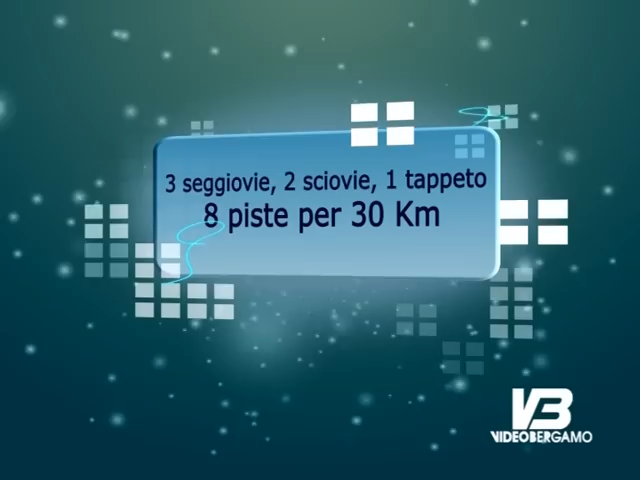 3 seggiovie, 2 sciovie, 1 tappeto
8 piste per 30 Km
VB
VIDEOBERGAMO